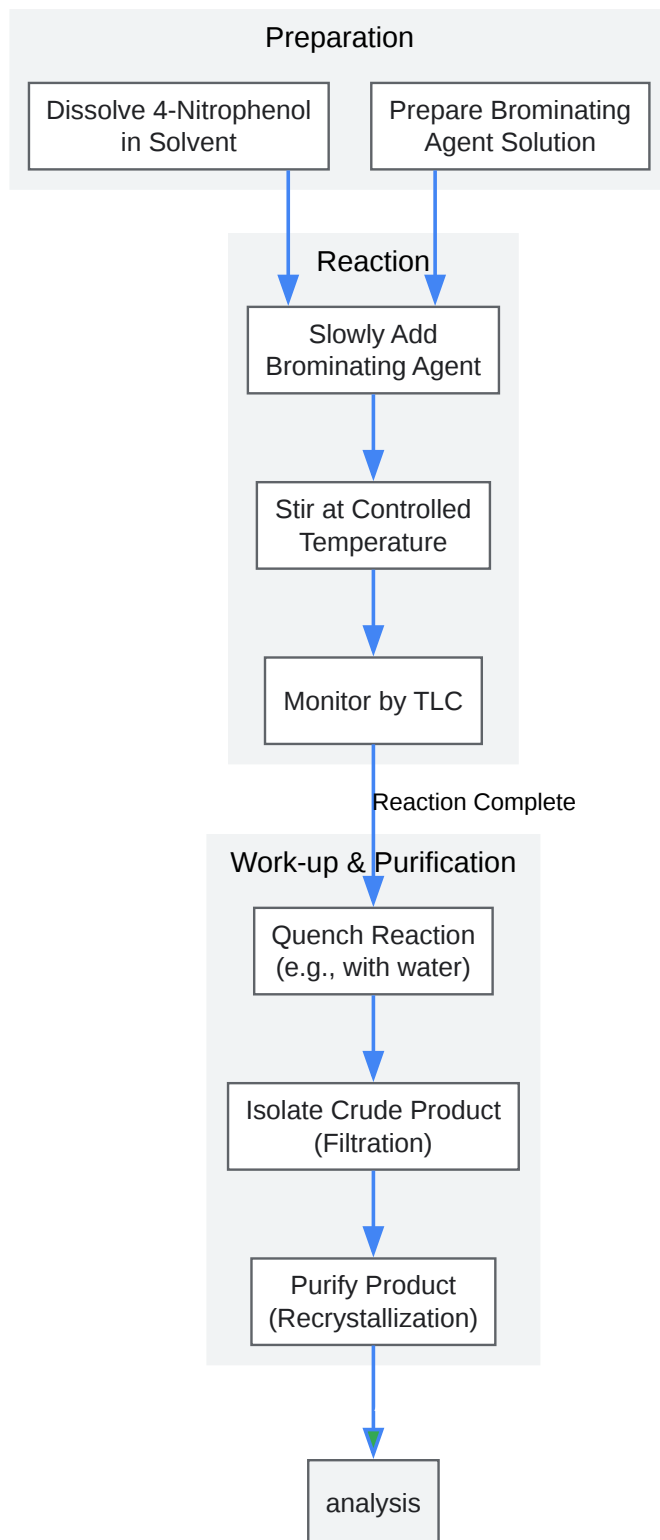 Preparation
Dissolve 4-Nitrophenol
in Solvent
Prepare Brominating
Agent Solution
Reaction
Slowly Add
Brominating Agent
Stir at Controlled
Temperature
Monitor by TLC
Reaction Complete
Work-up & Purification
Quench Reaction
(e.g., with water)
Isolate Crude Product
(Filtration)
Purify Product
(Recrystallization)
analysis